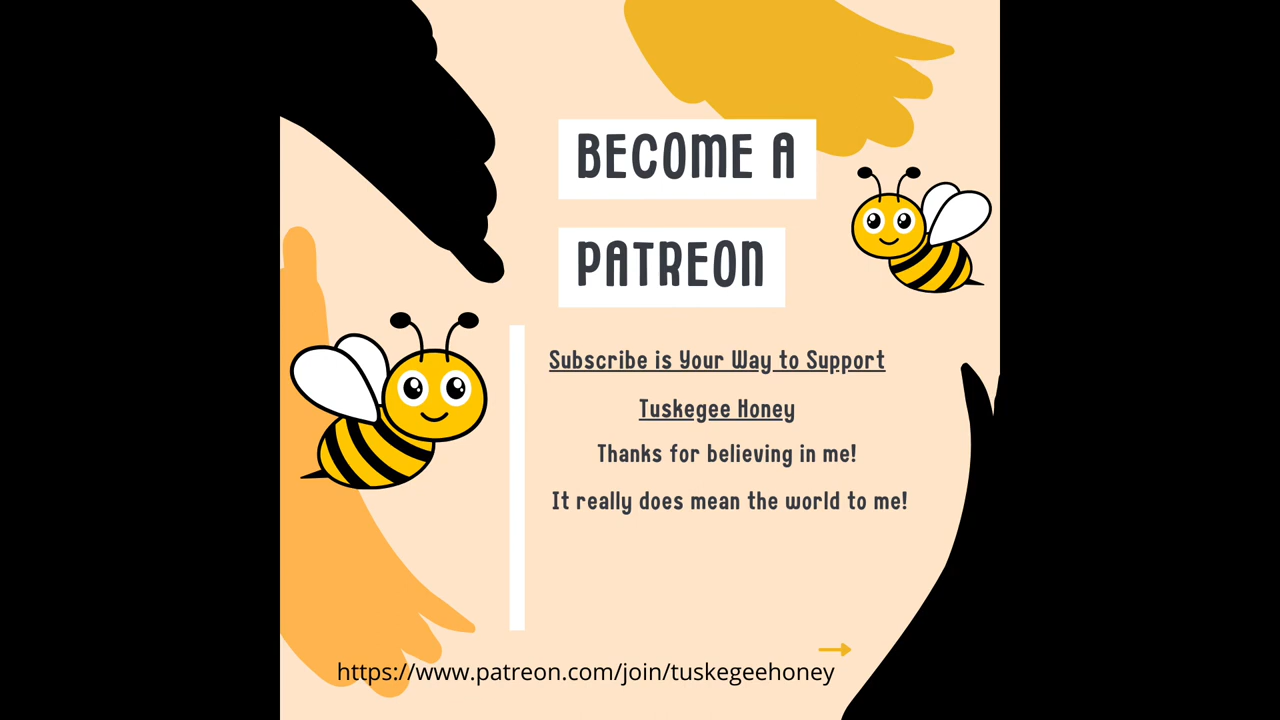 BECOME A
PATREON
Subscribe is Your Way to Support
Tuskegee Honey
Thanks for believing in me!
It really does mean the world to me!
https://www.patreon.com/join/tuskegeehoney